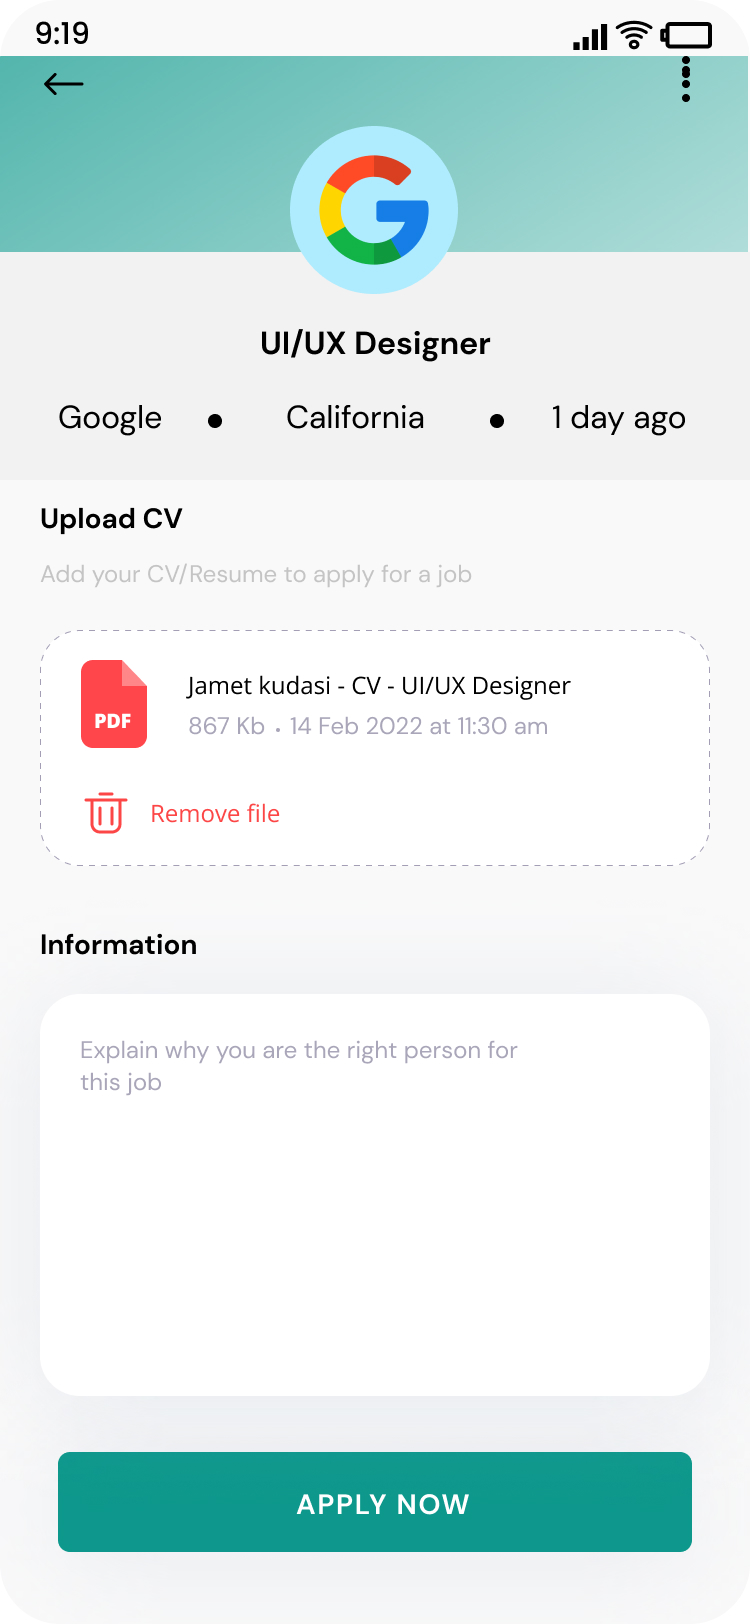 9:19
UI/UX Designer
Google • California • 1 day ago
Upload CV
Add your CV/Resume to apply for a job
PDF
Jamet kudasi - CV - UI/UX Designer
867 Kb • 14 Feb 2022 at 11:30 am
Remove file
Information
Explain why you are the right person for
this job
APPLY NOW